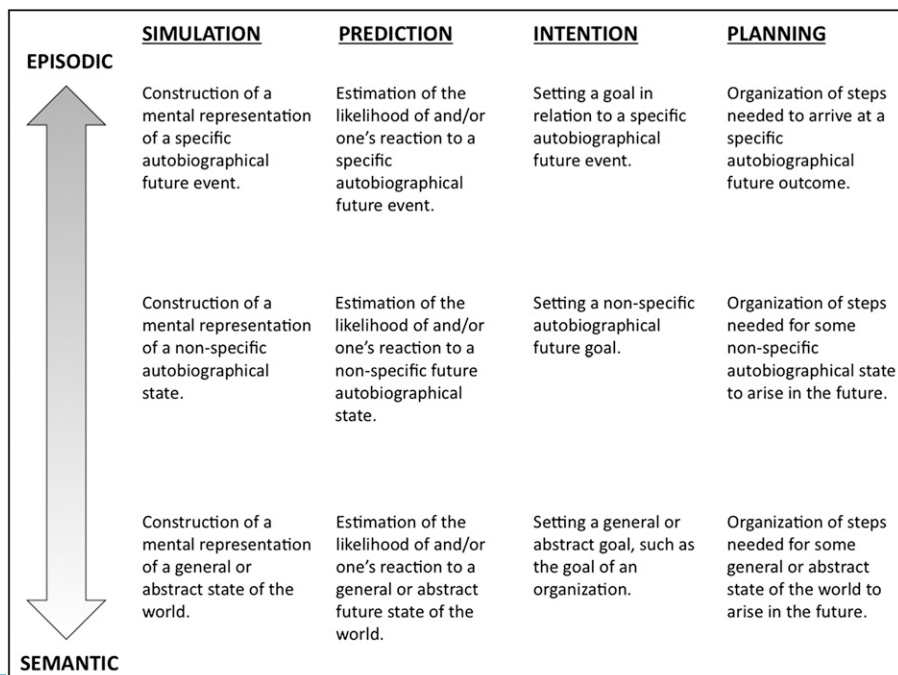 SIMULATION
PREDICTION
INTENTION
PLANNING
EPISODIC
Construction of a
mental representation
of a specific
autobiographical
future event.
Estimation of the
likelihood of and/or
one's reaction to a
specific
autobiographical
future event.
Setting a goal in
relation to a specific
autobiographical
future event.
Organization of steps
needed to arrive at a
specific
autobiographical
future outcome.
Construction of a
mental representation
of a non-specific
autobiographical
state.
Estimation of the
likelihood of and/or
one's reaction to a
non-specific future
autobiographical
state.
Setting a non-specific
autobiographical
future goal.
Organization of steps
needed for some
non-specific
autobiographical state
to arise in the future.
Construction of a
mental representation
of a general or
abstract state of the
world.
Estimation of the
likelihood of and/or
one's reaction to a
general or abstract
future state of the
world.
Setting a general or
abstract goal, such as
the goal of an
organization.
Organization of steps
needed for some
general or abstract
state of the world to
arise in the future.
SEMANTIC